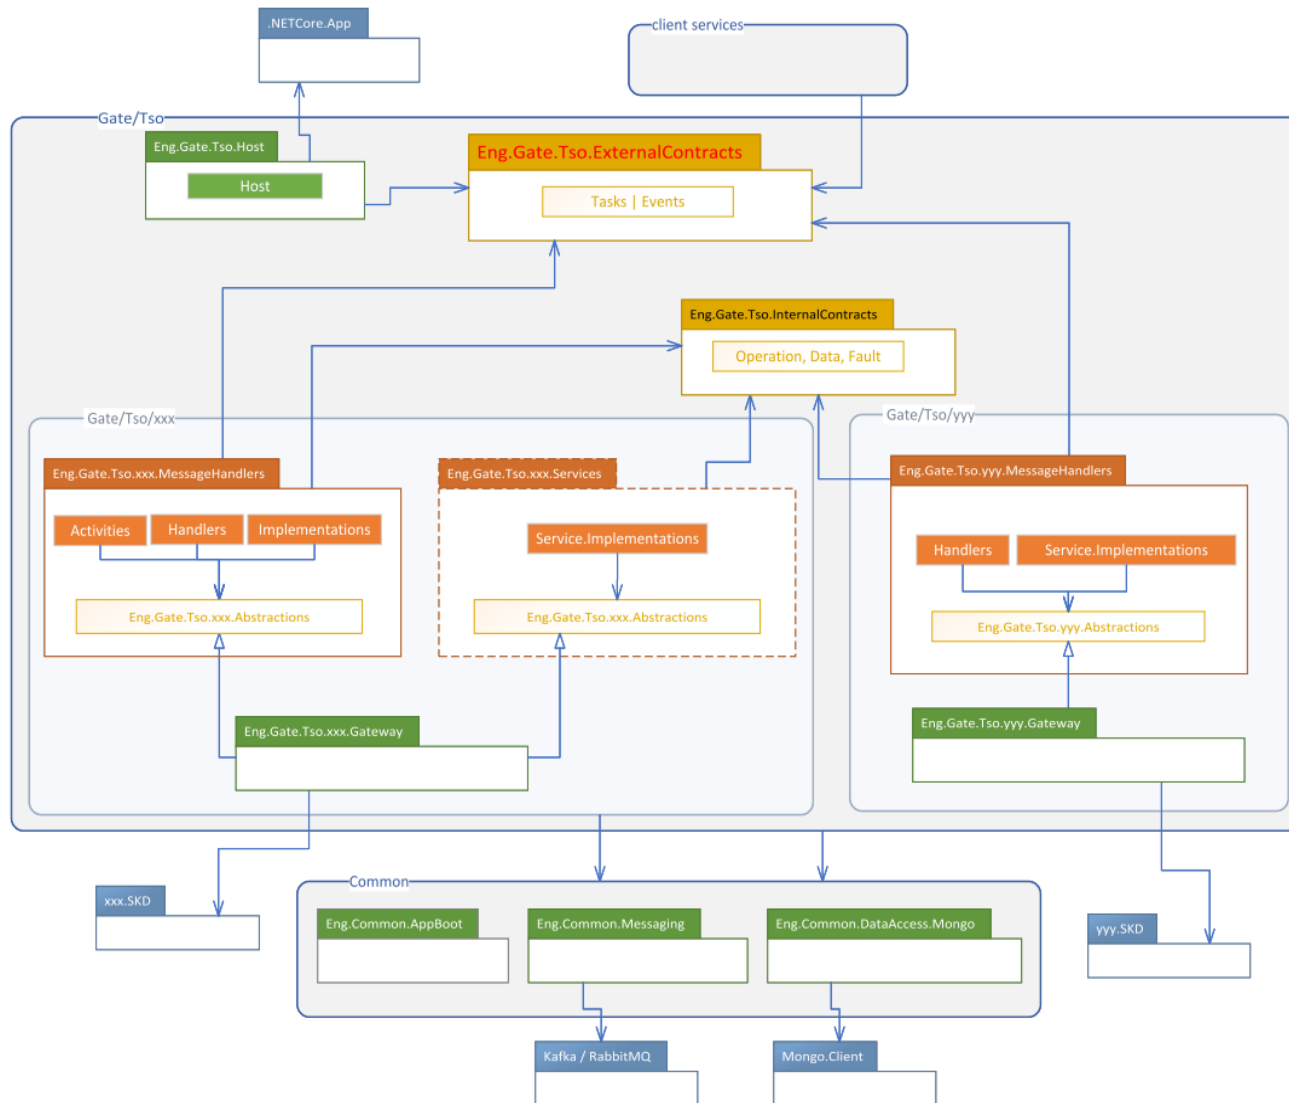 .NETCore.App
client services
Gate/Tso
Eng.Gate.Tso.Host
Host
Eng.Gate.Tso.ExternalContracts
Tasks | Events
Eng.Gate.Tso.InternalContracts
Operation, Data, Fault
Gate/Tso/xxx
Gate/Tso/yyy
Eng.Gate.Tso.xxx.MessageHandlers
Activities
Handlers
Implementations
Eng.Gate.Tso.xxx.Abstractions
Eng.Gate.Tso.xxx.Services
Service.Implementations
Eng.Gate.Tso.xxx.Abstractions
Eng.Gate.Tso.yyy.MessageHandlers
Handlers
Service.Implementations
Eng.Gate.Tso.yyy.Abstractions
Eng.Gate.Tso.xxx.Gateway
Eng.Gate.Tso.yyy.Gateway
xxx.SKD
Common
Eng.Common.AppBoot
Eng.Common.Messaging
Eng.Common.DataAccess.Mongo
yyy.SKD
Kafka / RabbitMQ
Mongo.Client